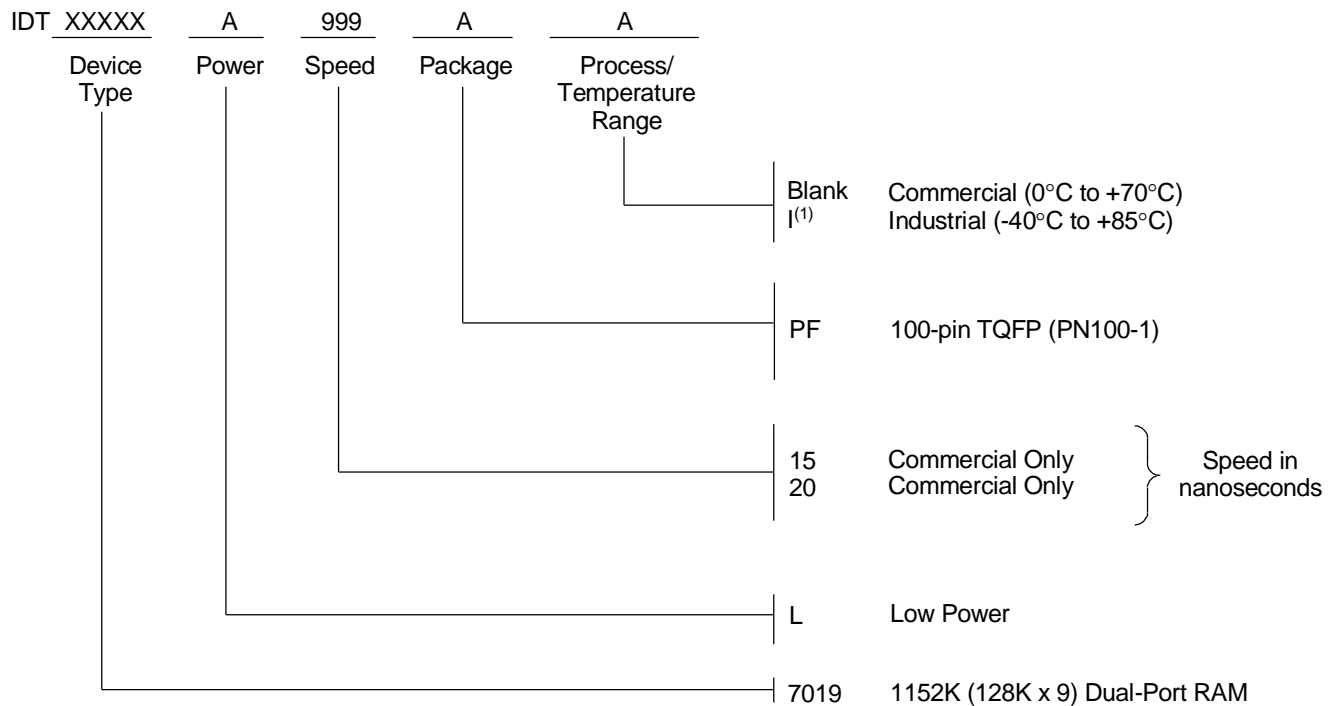 IDT XXXXX A 999 A A
Device Power Speed Package Process/
Type Temperature
Range
Blank Commercial (0°C to +70°C)
I(1) Industrial (-40°C to +85°C)
PF 100-pin TQFP (PN100-1)
15 Commercial Only
20 Commercial Only
Speed in
nanoseconds
L Low Power
7019 1152K (128K x 9) Dual-Port RAM